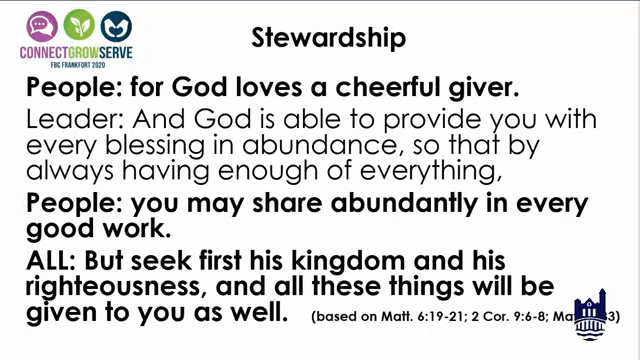 Stewardship
CONNECTGROWSERVE
FBC FRANKFORT 2020
People: for God loves a cheerful giver.
Leader: And God is able to provide you with
every blessing in abundance, so that by
always having enough of everything,
People: you may share abundantly in every
good work.
ALL: But seek first his kingdom and his
righteousness, and all these things will be
given to you as well. (based on Matt. 6:19-21; 2 Cor. 9:6-8;